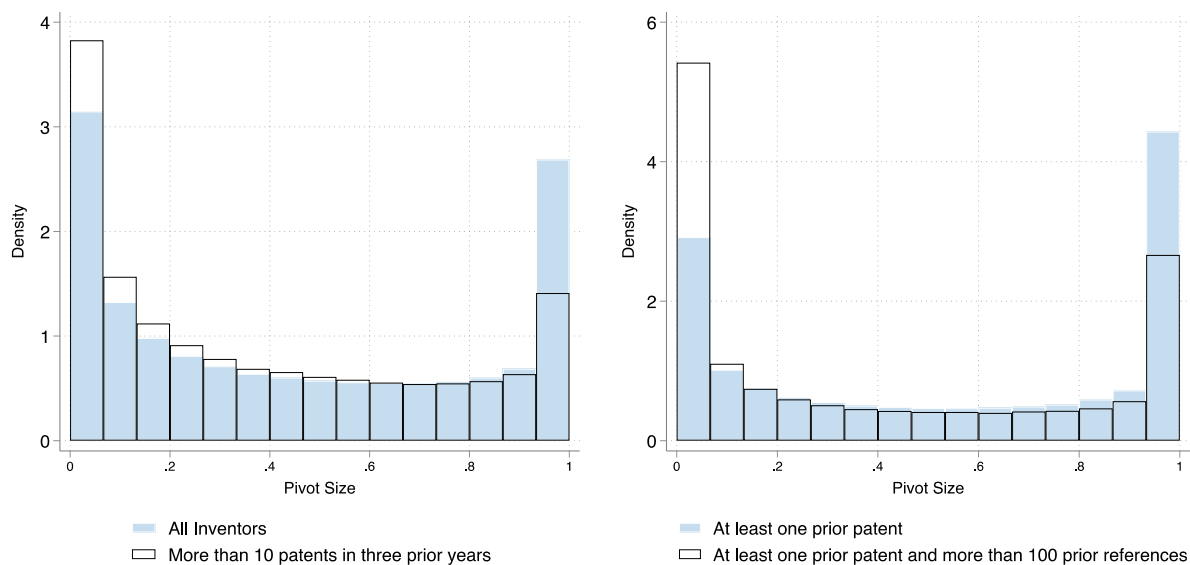 4
3
2
1
0
Density
0 .2 .4 .6 .8 1
Pivot Size
All Inventors
More than 10 patents in three prior years
6
4
2
0
Density
0 .2 .4 .6 .8 1
Pivot Size
At least one prior patent
At least one prior patent and more than 100 prior references